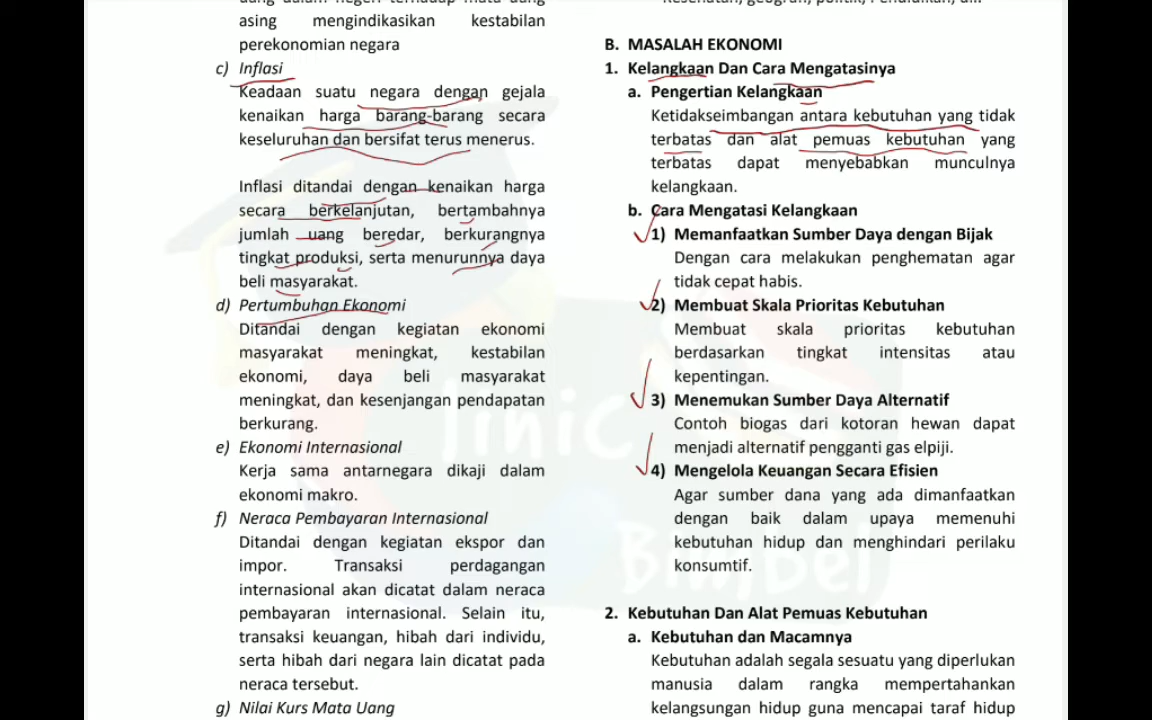 asing mengindikasikan kestabilan
perekonomian negara
c) Inflasi
Keadaan suatu negara dengan gejala
kenaikan harga barang-barang secara
keseluruhan dan bersifat terus menerus.
Inflasi ditandai dengan kenaikan harga
secara berkelanjutan, bertambahnya
jumlah uang beredar, berkurangnya
tingkat produksi, serta menurunnya daya
beli masyarakat.
d) Pertumbuhan Ekonomi
Ditandai dengan kegiatan ekonomi
masyarakat meningkat, kestabilan
ekonomi, daya beli masyarakat
meningkat, dan kesenjangan pendapatan
berkurang.
e) Ekonomi Internasional
Kerja sama antarnegara dikaji dalam
ekonomi makro.
f) Neraca Pembayaran Internasional
Ditandai dengan kegiatan ekspor dan
impor. Transaksi perdagangan
internasional akan dicatat dalam neraca
pembayaran internasional. Selain itu,
transaksi keuangan, hibah dari individu,
serta hibah dari negara lain dicatat pada
neraca tersebut.
g) Nilai Kurs Mata Uang
B. MASALAH EKONOMI
1. Kelangkaan Dan Cara Mengatasinya
a. Pengertian Kelangkaan
Ketidakseimbangan antara kebutuhan yang tidak
terbatas dan alat pemuas kebutuhan yang
terbatas dapat menyebabkan munculnya
kelangkaan.
b. Cara Mengatasi Kelangkaan
1) Memanfaatkan Sumber Daya dengan Bijak
Dengan cara melakukan penghematan agar
tidak cepat habis.
2) Membuat Skala Prioritas Kebutuhan
Membuat skala prioritas kebutuhan
berdasarkan tingkat intensitas atau
kepentingan.
3) Menemukan Sumber Daya Alternatif
Contoh biogas dari kotoran hewan dapat
menjadi alternatif pengganti gas elpiji.
4) Mengelola Keuangan Secara Efisien
Agar sumber dana yang ada dimanfaatkan
dengan baik dalam upaya memenuhi
kebutuhan hidup dan menghindari perilaku
konsumtif.
2. Kebutuhan Dan Alat Pemuas Kebutuhan
a. Kebutuhan dan Macamnya
Kebutuhan adalah segala sesuatu yang diperlukan
manusia dalam rangka mempertahankan
kelangsungan hidup guna mencapai taraf hidup
Jinic
Bimbel